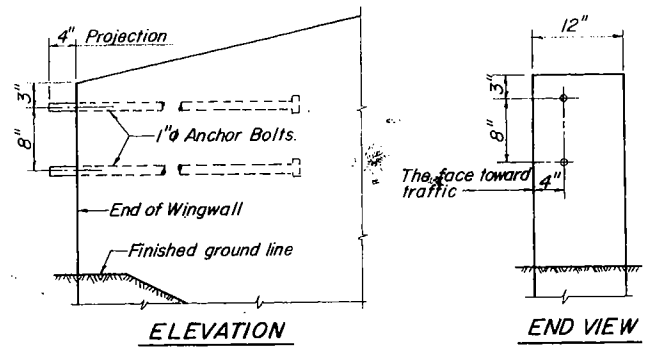 4" Projection
3"
8"
1"φ Anchor Bolts.
End of Wingwall
Finished ground line
ELEVATION
12"
3"
8"
The face toward
traffic
4"
END VIEW